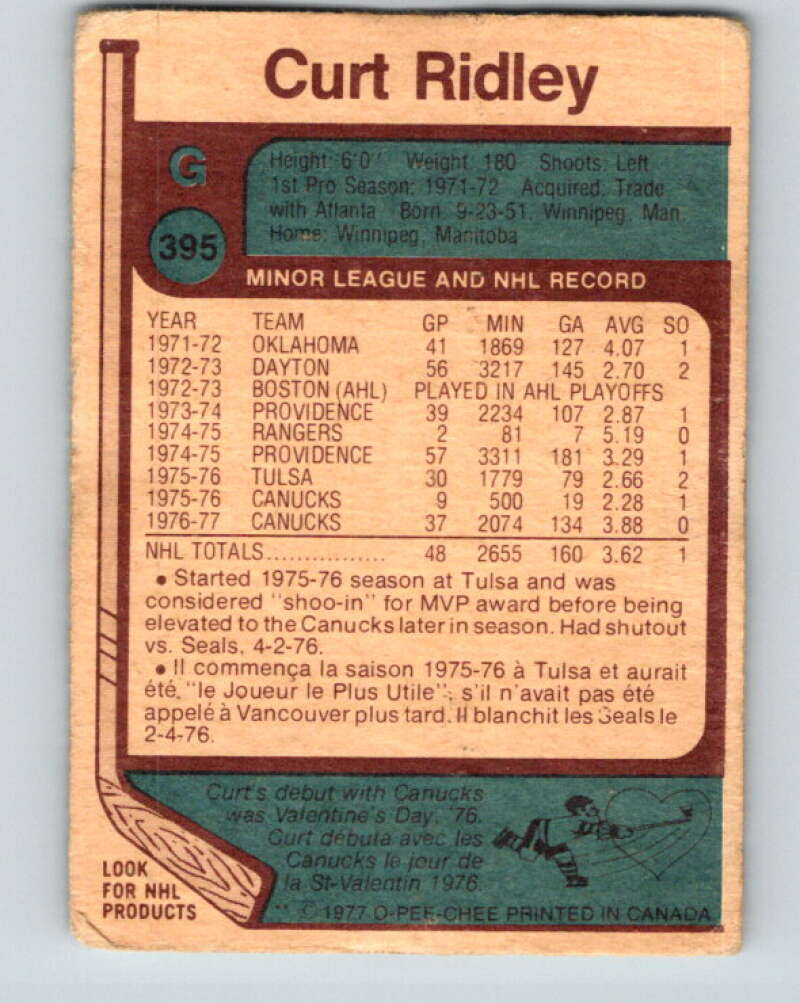 Curt Ridley
G
Height: 6'0" Weight 180 Shoots: Left
1st Pro Season: 1971-72 Acquired. Trade
with Atlanta Born 9-23-51. Winnipeg, Man.
Home: Winnipeg, Manitoba
395
MINOR LEAGUE AND NHL RECORD
YEAR TEAM GP MIN GA AVG SO
1971-72 OKLAHOMA 41 1869 127 4.07 1
1972-73 DAYTON 56 3217 145 2.70 2
1972-73 BOSTON (AHL) PLAYED IN AHL PLAYOFFS
1973-74 PROVIDENCE 39 2234 107 2.87 1
1974-75 RANGERS 2 81 7 5.19 0
1974-75 PROVIDENCE 57 3311 181 3.29 1
1975-76 TULSA 30 1779 79 2.66 2
1975-76 CANUCKS 9 500 19 2.28 1
1976-77 CANUCKS 37 2074 134 3.88 0
NHL TOTALS................ 48 2655 160 3.62 1
• Started 1975-76 season at Tulsa and was
considered "shoo-in" for MVP award before being
elevated to the Canucks later in season. Had shutout
vs. Seals, 4-2-76.
• Il commença la saison 1975-76 à Tulsa et aurait
été, "le Joueur le Plus Utile"; s'il n'avait pas été
appelé à Vancouver plus tard. Il blanchit les Seals le
2-4-76.
Curt's debut with Canucks
was Valentine's Day, '76.
Curt débuta avec les
Canucks le jour de
la St-Valentin 1976.
LOOK
FOR NHL
PRODUCTS
** © 1977 O-PEE-CHEE PRINTED IN CANADA